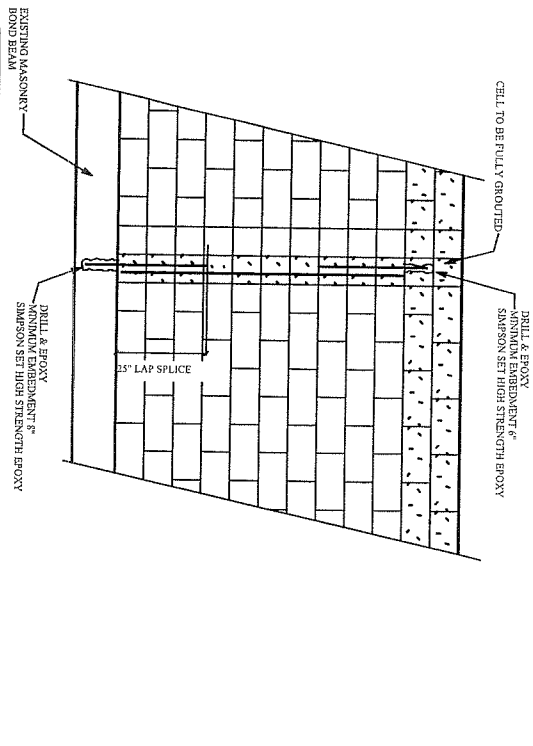 CELL TO BE FULLY GROUTED
DRILL & EPOXY
MINIMUM EMBEDMENT 6"
SIMPSON SET HIGH STRENGTH EPOXY
25" LAP SPLICE
EXISTING MASONRY
BOND BEAM
DRILL & EPOXY
MINIMUM EMBEDMENT 8"
SIMPSON SET HIGH STRENGTH EPOXY